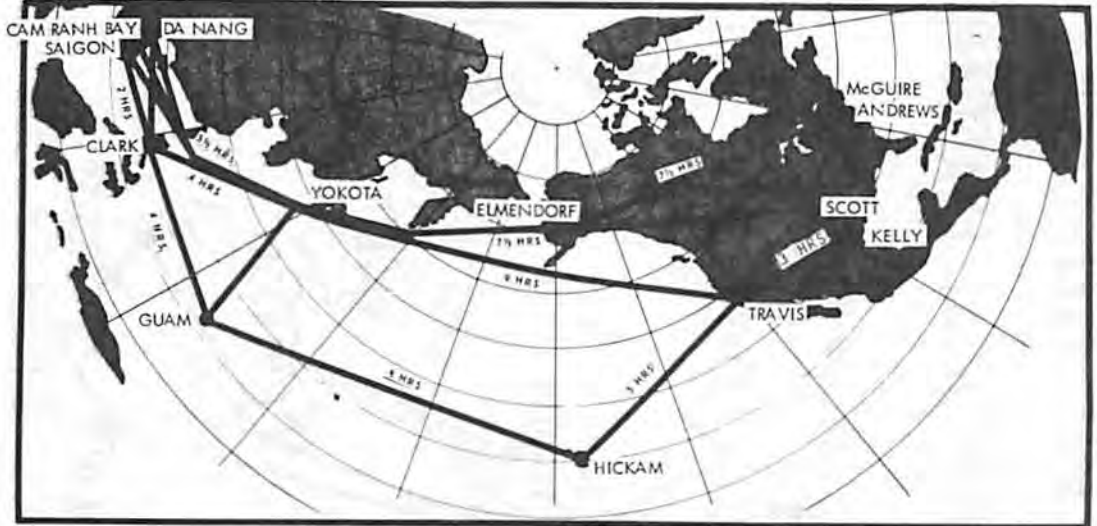 CAM RANH BAY
SAIGON
DA NANG
2 HRS
CLARK
3½ HRS
4 HRS
YOKOTA
ELMENDORF
7½ HRS
9 HRS
7½ HRS
McGUIRE
ANDREWS
SCOTT
KELLY
3 HRS
TRAVIS
GUAM
8 HRS
5 HRS
HICKAM